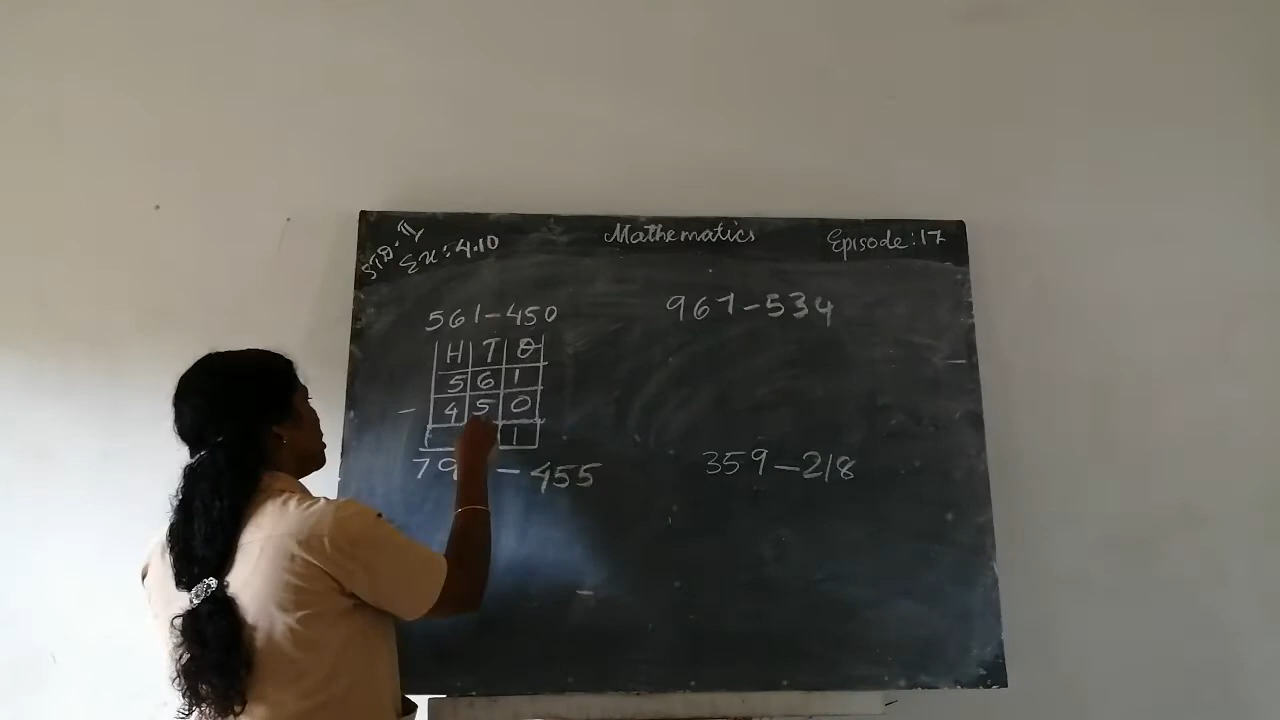 STD. II
Ex: 4.10
Mathematics
Episode: 17
561-450
H T O
5 6 1
- 4 5 0
1
79 - 455
967-534
359-218